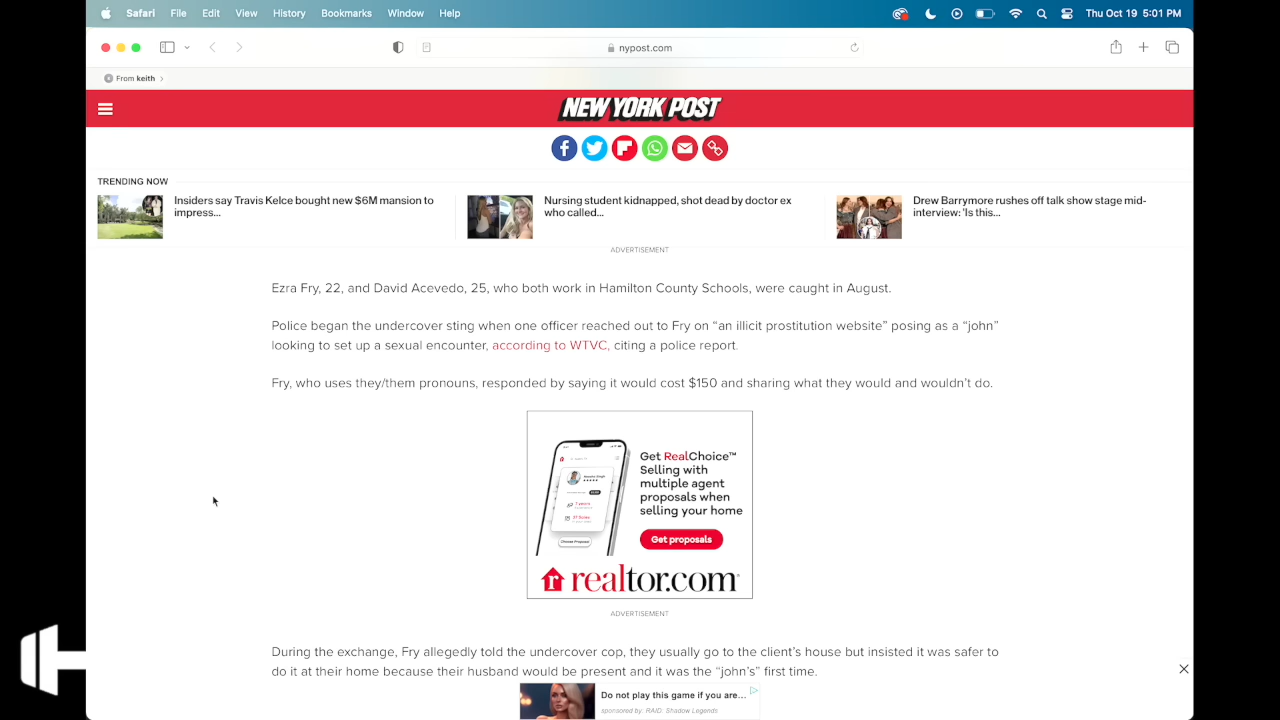 Safari File Edit View History Bookmarks Window Help Thu Oct 19 5:01 PM
nypost.com
From keith
NEW YORK POST
TRENDING NOW
Insiders say Travis Kelce bought new $6M mansion to
impress...
Nursing student kidnapped, shot dead by doctor ex
who called...
Drew Barrymore rushes off talk show stage mid-
interview: 'Is this...
ADVERTISEMENT
Ezra Fry, 22, and David Acevedo, 25, who both work in Hamilton County Schools, were caught in August.
Police began the undercover sting when one officer reached out to Fry on “an illicit prostitution website” posing as a “john”
looking to set up a sexual encounter, according to WTVC, citing a police report.
Fry, who uses they/them pronouns, responded by saying it would cost $150 and sharing what they would and wouldn’t do.
Get RealChoice™
Selling with
multiple agent
proposals when
selling your home
Get proposals
Choose Proposal
realtor.com®
ADVERTISEMENT
During the exchange, Fry allegedly told the undercover cop, they usually go to the client’s house but insisted it was safer to
do it at their home because their husband would be present and it was the “john’s” first time.
Do not play this game if you are...
sponsored by: RAID: Shadow Legends